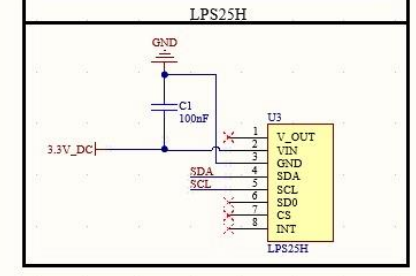 LPS25H
GND
C1
100nF
3.3V_DC
U3
1 V_OUT
2 VIN
3 GND
SDA 4 SDA
SCL 5 SCL
6 SD0
7 CS
8 INT
LPS25H